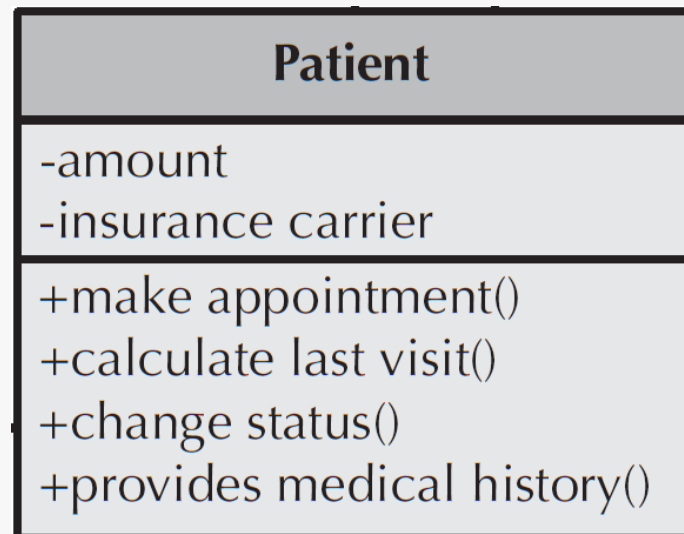 Patient
-amount
-insurance carrier
+make appointment()
+calculate last visit()
+change status()
+provides medical history()